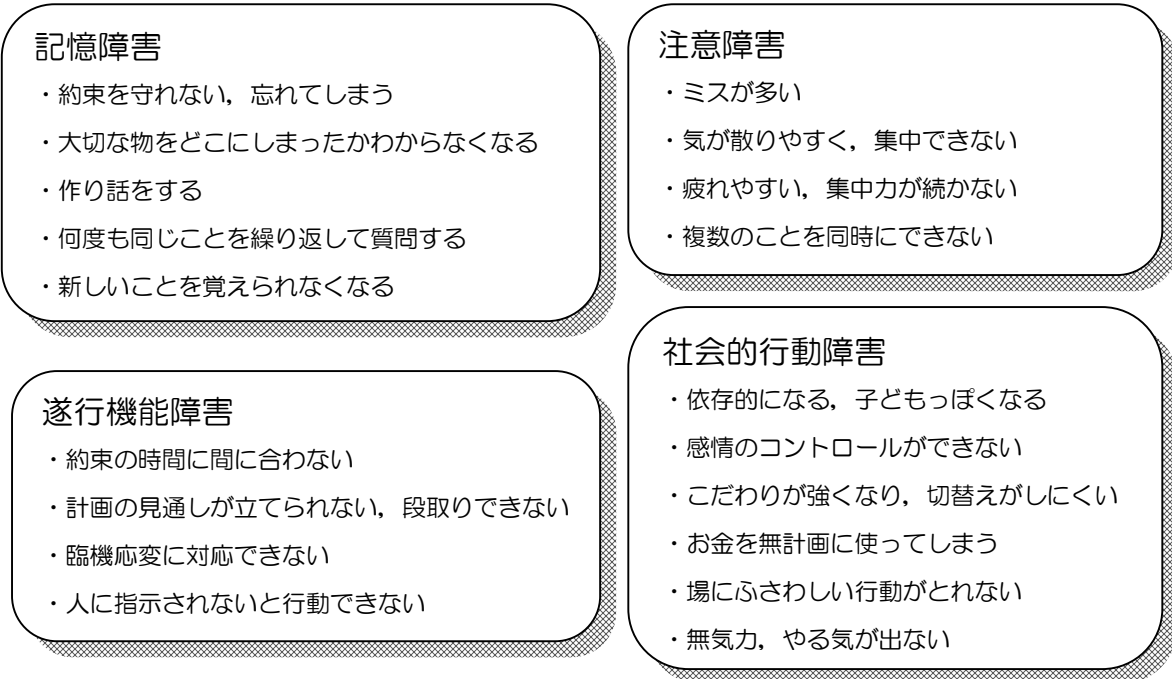 記憶障害
・約束を守れない，忘れてしまう
・大切な物をどこにしまったかわからなくなる
・作り話をする
・何度も同じことを繰り返して質問する
・新しいことを覚えられなくなる
注意障害
・ミスが多い
・気が散りやすく，集中できない
・疲れやすい，集中力が続かない
・複数のことを同時にできない
遂行機能障害
・約束の時間に間に合わない
・計画の見通しが立てられない，段取りできない
・臨機応変に対応できない
・人に指示されないと行動できない
社会的行動障害
・依存的になる，子どもっぽくなる
・感情のコントロールができない
・こだわりが強くなり，切替えがしにくい
・お金を無計画に使ってしまう
・場にふさわしい行動がとれない
・無気力，やる気が出ない